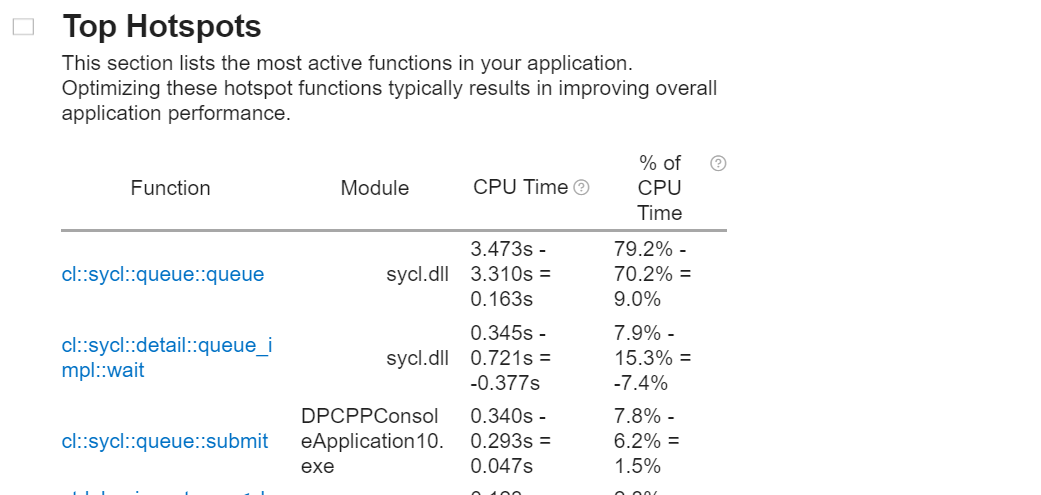 Top Hotspots
This section lists the most active functions in your application.
Optimizing these hotspot functions typically results in improving overall
application performance.
Function Module CPU Time ? % of CPU Time ?
cl::sycl::queue::queue sycl.dll 3.473s - 3.310s = 0.163s 79.2% - 70.2% = 9.0%
cl::sycl::detail::queue_impl::wait sycl.dll 0.345s - 0.721s = -0.377s 7.9% - 15.3% = -7.4%
cl::sycl::queue::submit DPCPPConsoleApplication10.exe 0.340s - 0.293s = 0.047s 7.8% - 6.2% = 1.5%